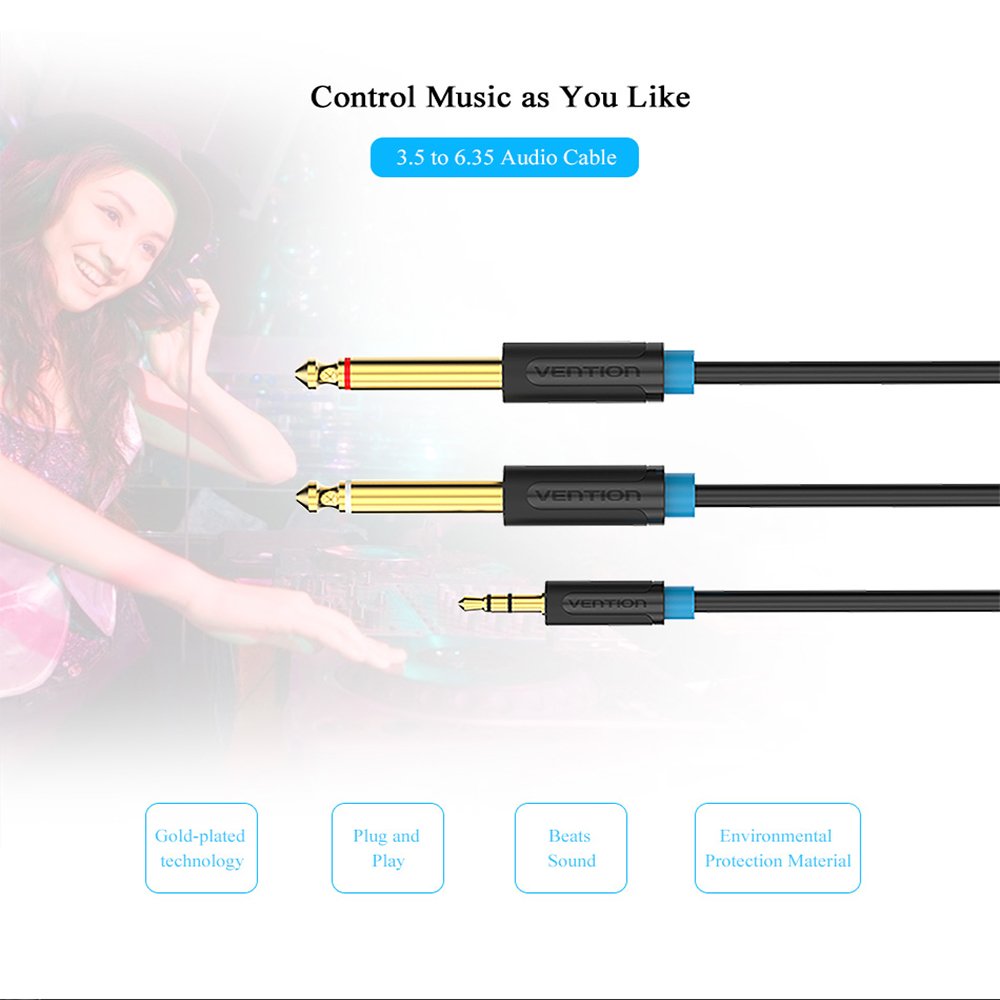 Control Music as You Like
3.5 to 6.35 Audio Cable
VENTION
VENTION
VENTION
Gold-plated
technology
Plug and
Play
Beats
Sound
Environmental
Protection Material